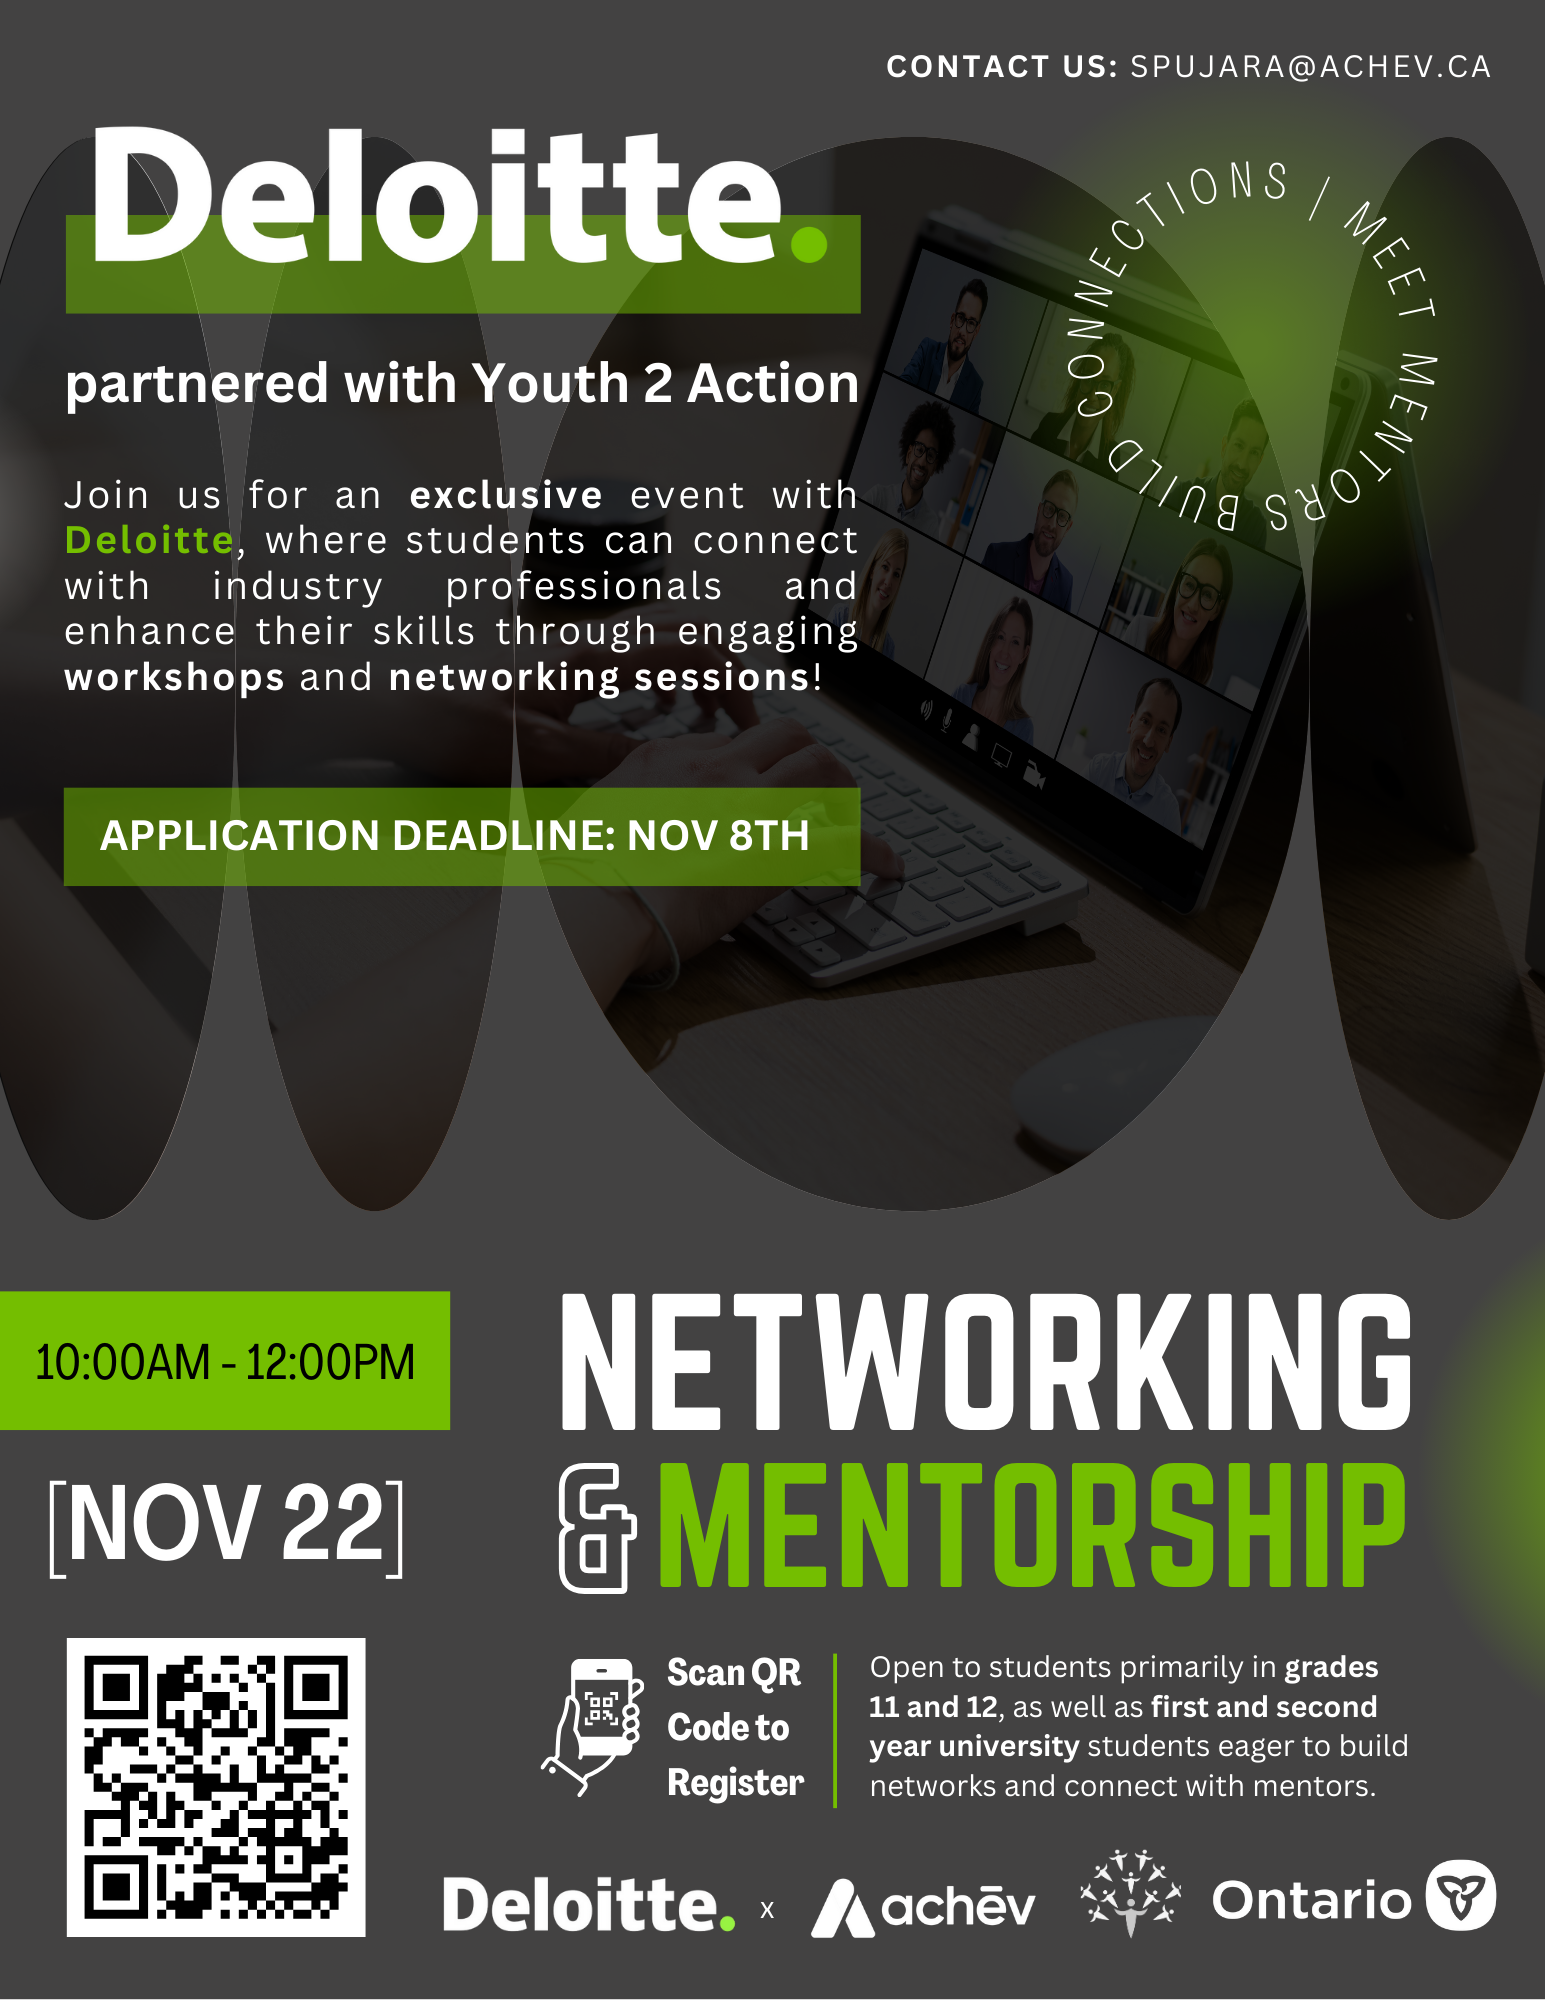 CONTACT US: SPUJARA@ACHEV.CA
Deloitte.
BUILD CONNECTIONS | MEET MENTORS
partnered with Youth 2 Action
Join us for an exclusive event with
Deloitte, where students can connect
with industry professionals and
enhance their skills through engaging
workshops and networking sessions!
APPLICATION DEADLINE: NOV 8TH
10:00AM - 12:00PM
[NOV 22]
NETWORKING
& MENTORSHIP
Scan QR
Code to
Register
Open to students primarily in grades
11 and 12, as well as first and second
year university students eager to build
networks and connect with mentors.
Deloitte. x achēv Ontario